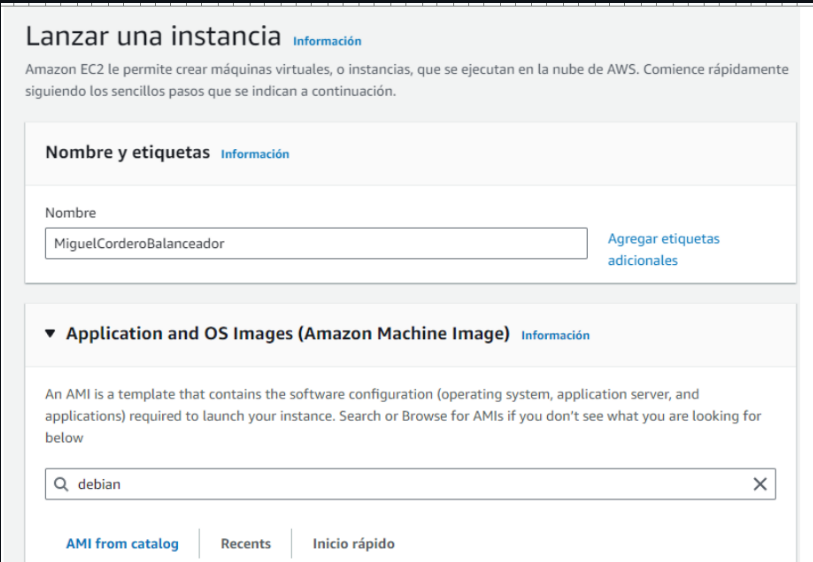 Lanzar una instancia Información
Amazon EC2 le permite crear máquinas virtuales, o instancias, que se ejecutan en la nube de AWS. Comience rápidamente
siguiendo los sencillos pasos que se indican a continuación.
Nombre y etiquetas Información
Nombre
MiguelCorderoBalanceador
Agregar etiquetas
adicionales
Application and OS Images (Amazon Machine Image) Información
An AMI is a template that contains the software configuration (operating system, application server, and
applications) required to launch your instance. Search or Browse for AMIs if you don’t see what you are looking for
below
debian
AMI from catalog Recents Inicio rápido